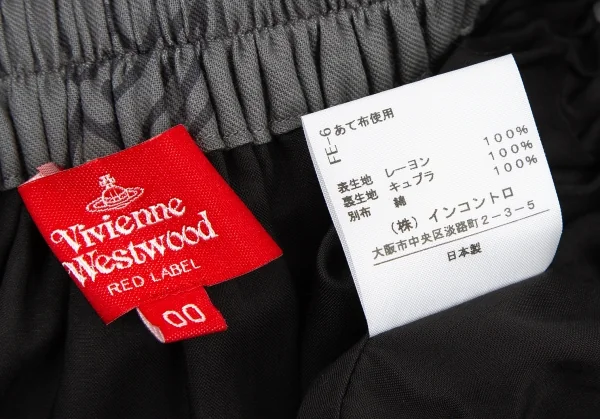 Vivienne
Westwood
RED LABEL
00
FE-6あて布使用
表生地 レーヨン 100%
裏生地 キュプラ 100%
別布 綿 100%
(株) インコントロ
大阪市中央区淡路町2-3-5
日本製